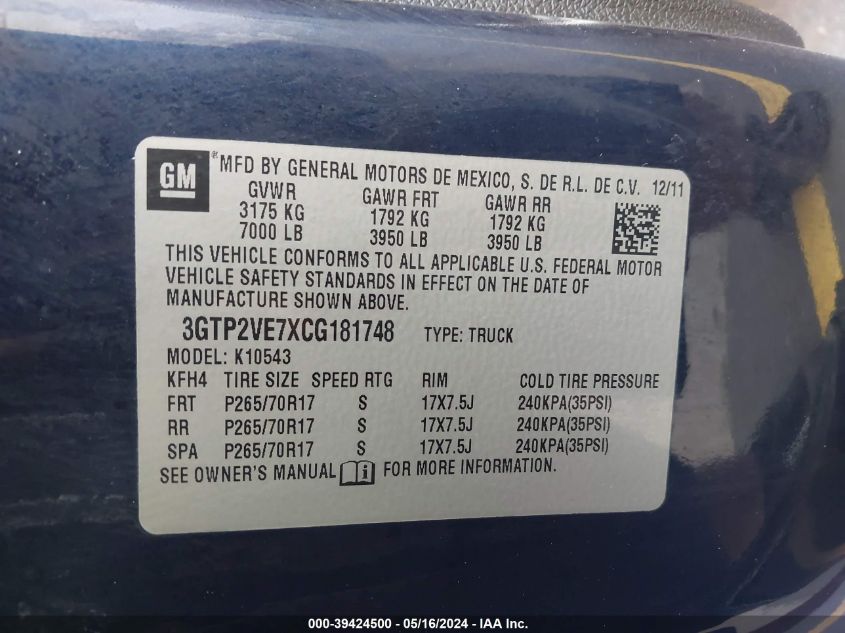 GM
®MFD BY GENERAL MOTORS DE MEXICO, S. DE R.L. DE C.V. 12/11
GVWR GAWR FRT GAWR RR
3175 KG 1792 KG 1792 KG
7000 LB 3950 LB 3950 LB
THIS VEHICLE CONFORMS TO ALL APPLICABLE U.S. FEDERAL MOTOR
VEHICLE SAFETY STANDARDS IN EFFECT ON THE DATE OF
MANUFACTURE SHOWN ABOVE.
3GTP2VE7XCG181748 TYPE: TRUCK
MODEL: K10543
KFH4 TIRE SIZE SPEED RTG RIM COLD TIRE PRESSURE
FRT P265/70R17 S 17X7.5J 240KPA(35PSI)
RR P265/70R17 S 17X7.5J 240KPA(35PSI)
SPA P265/70R17 S 17X7.5J 240KPA(35PSI)
SEE OWNER'S MANUAL i FOR MORE INFORMATION.
000-39424500 - 05/16/2024 - IAA Inc.